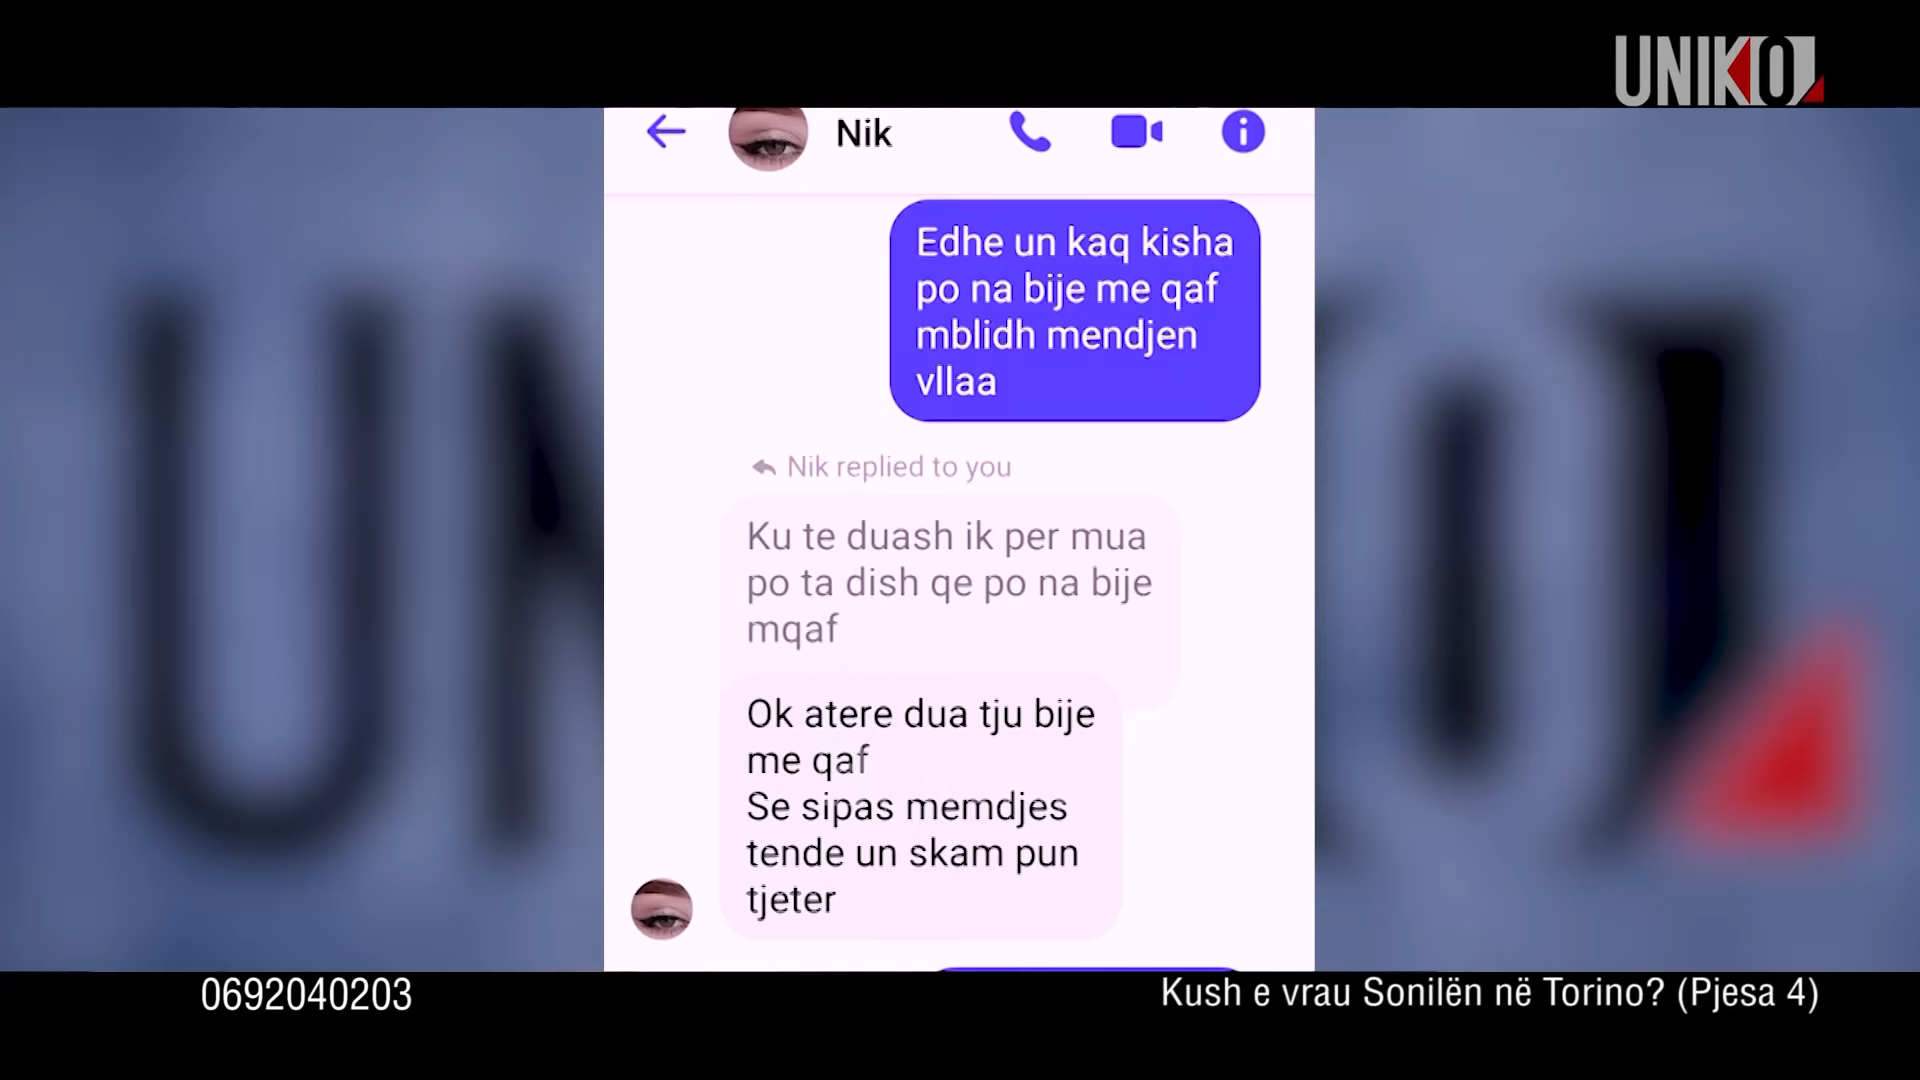 UNIKO
Nik
Edhe un kaq kisha
po na bije me qaf
mblidh mendjen
vllaa
Nik replied to you
Ku te duash ik per mua
po ta dish qe po na bije
mqaf
Ok atere dua tju bije
me qaf
Se sipas memdjes
tende un skam pun
tjeter
0692040203
Kush e vrau Sonilën në Torino? (Pjesa 4)